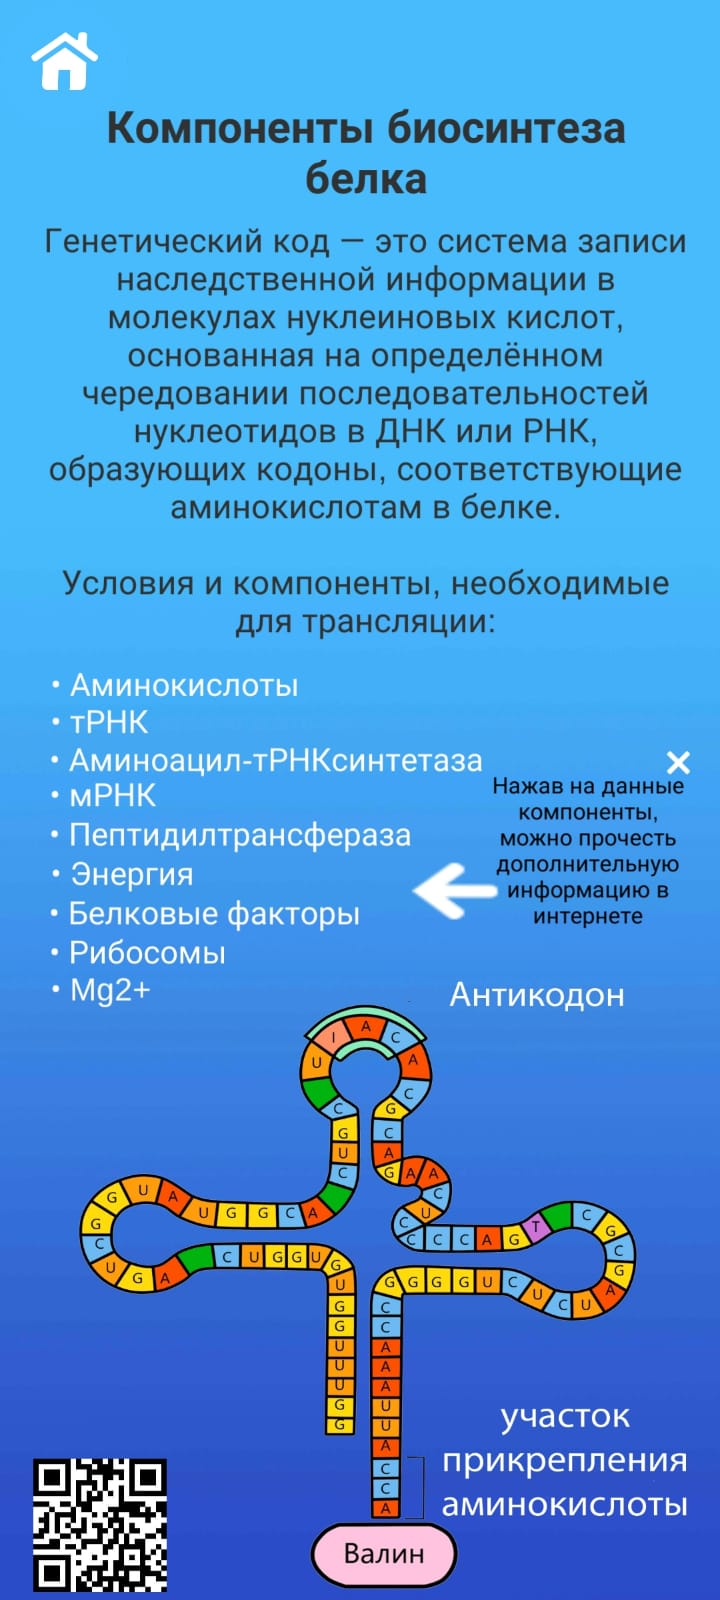 Компоненты биосинтеза
белка
Генетический код — это система записи
наследственной информации в
молекулах нуклеиновых кислот,
основанная на определённом
чередовании последовательностей
нуклеотидов в ДНК или РНК,
образующих кодоны, соответствующие
аминокислотам в белке.
Условия и компоненты, необходимые
для трансляции:
• Аминокислоты
• тРНК
• Аминоацил-тРНКсинтетаза
• мРНК
• Пептидилтрансфераза
• Энергия
• Белковые факторы
• Рибосомы
• Mg2+
Нажав на данные
компоненты,
можно прочесть
дополнительную
информацию в
интернете
Антикодон
U I A C A
C C
G G
U C
C A
G A A
C
U
C
G G U A U G G C A
C U G A C U G G U G
C C C A G T C G
C
G
A
G G G G U C U C U
U G G U U U G G
C C A A A U U A C C A
участок
прикрепления
аминокислоты
Валин